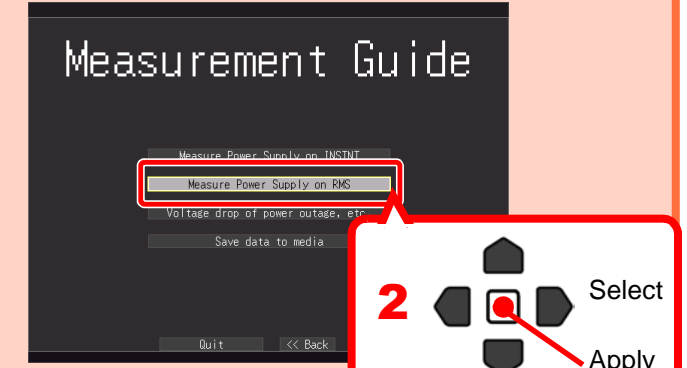 Measurement Guide
Measure Power Supply on INSTNT
Measure Power Supply on RMS
Voltage drop of power outage, etc.
Save data to media
Quit
<< Back
2
Select
Apply